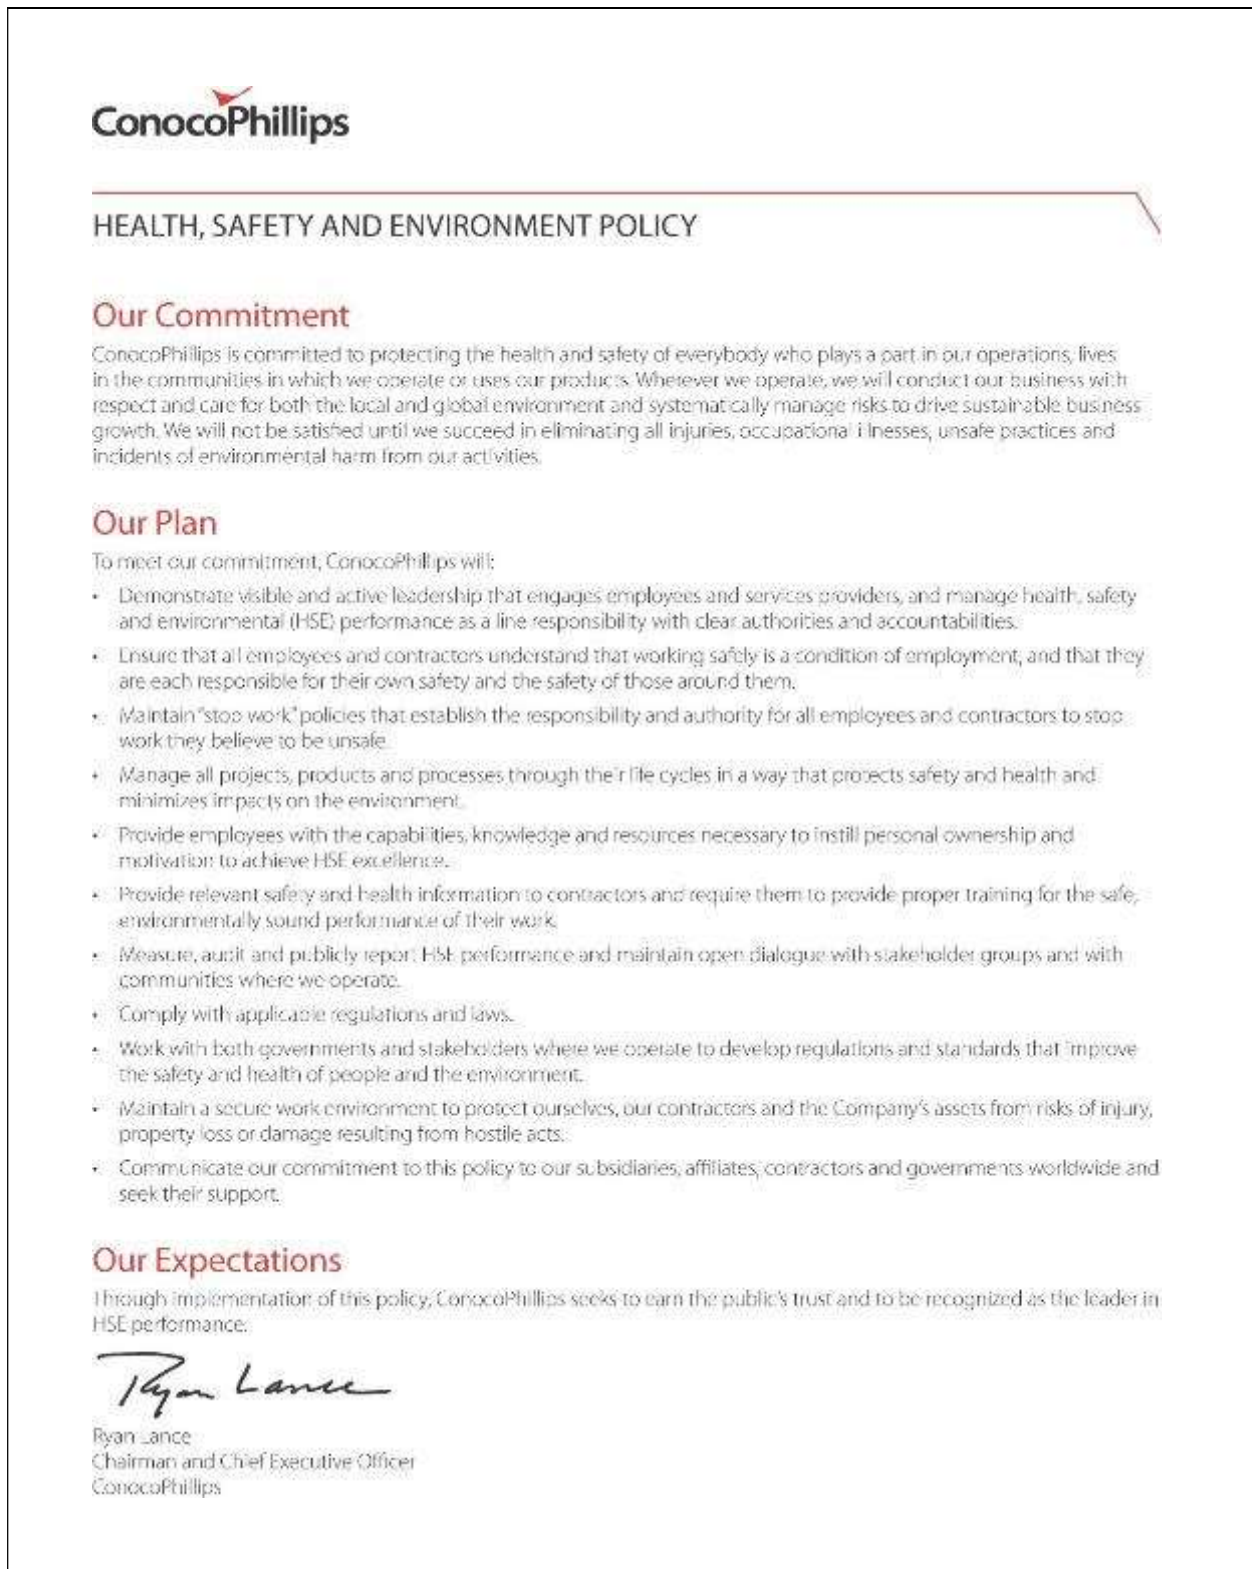 ConocoPhillips
HEALTH, SAFETY AND ENVIRONMENT POLICY
Our Commitment
ConocoPhillips is committed to protecting the health and safety of everybody who plays a part in our operations, lives
in the communities in which we operate or uses our products. Wherever we operate, we will conduct our business with
respect and care for both the local and global environment and systematically manage risks to drive sustainable business
growth. We will not be satisfied until we succeed in eliminating all injuries, occupational illnesses, unsafe practices and
incidents of environmental harm from our activities.
Our Plan
To meet our commitment, ConocoPhillips will:
• Demonstrate visible and active leadership that engages employees and services providers, and manage health, safety
and environmental (HSE) performance as a line responsibility with clear authorities and accountabilities.
• Ensure that all employees and contractors understand that working safely is a condition of employment, and that they
are each responsible for their own safety and the safety of those around them.
• Maintain "stop work" policies that establish the responsibility and authority for all employees and contractors to stop
work they believe to be unsafe.
• Manage all projects, products and processes through their life cycles in a way that protects safety and health and
minimizes impacts on the environment.
• Provide employees with the capabilities, knowledge and resources necessary to instill personal ownership and
motivation to achieve HSE excellence.
• Provide relevant safety and health information to contractors and require them to provide proper training for the safe,
environmentally sound performance of their work.
• Measure, audit and publicly report HSE performance and maintain open dialogue with stakeholder groups and with
communities where we operate.
• Comply with applicable regulations and laws.
• Work with both governments and stakeholders where we operate to develop regulations and standards that improve
the safety and health of people and the environment.
• Maintain a secure work environment to protect ourselves, our contractors and the Company's assets from risks of injury,
property loss or damage resulting from hostile acts.
• Communicate our commitment to this policy to our subsidiaries, affiliates, contractors and governments worldwide and
seek their support.
Our Expectations
Through implementation of this policy, ConocoPhillips seeks to earn the public's trust and to be recognized as the leader in
HSE performance.
Ryan Lance
Ryan Lance
Chairman and Chief Executive Officer
ConocoPhillips